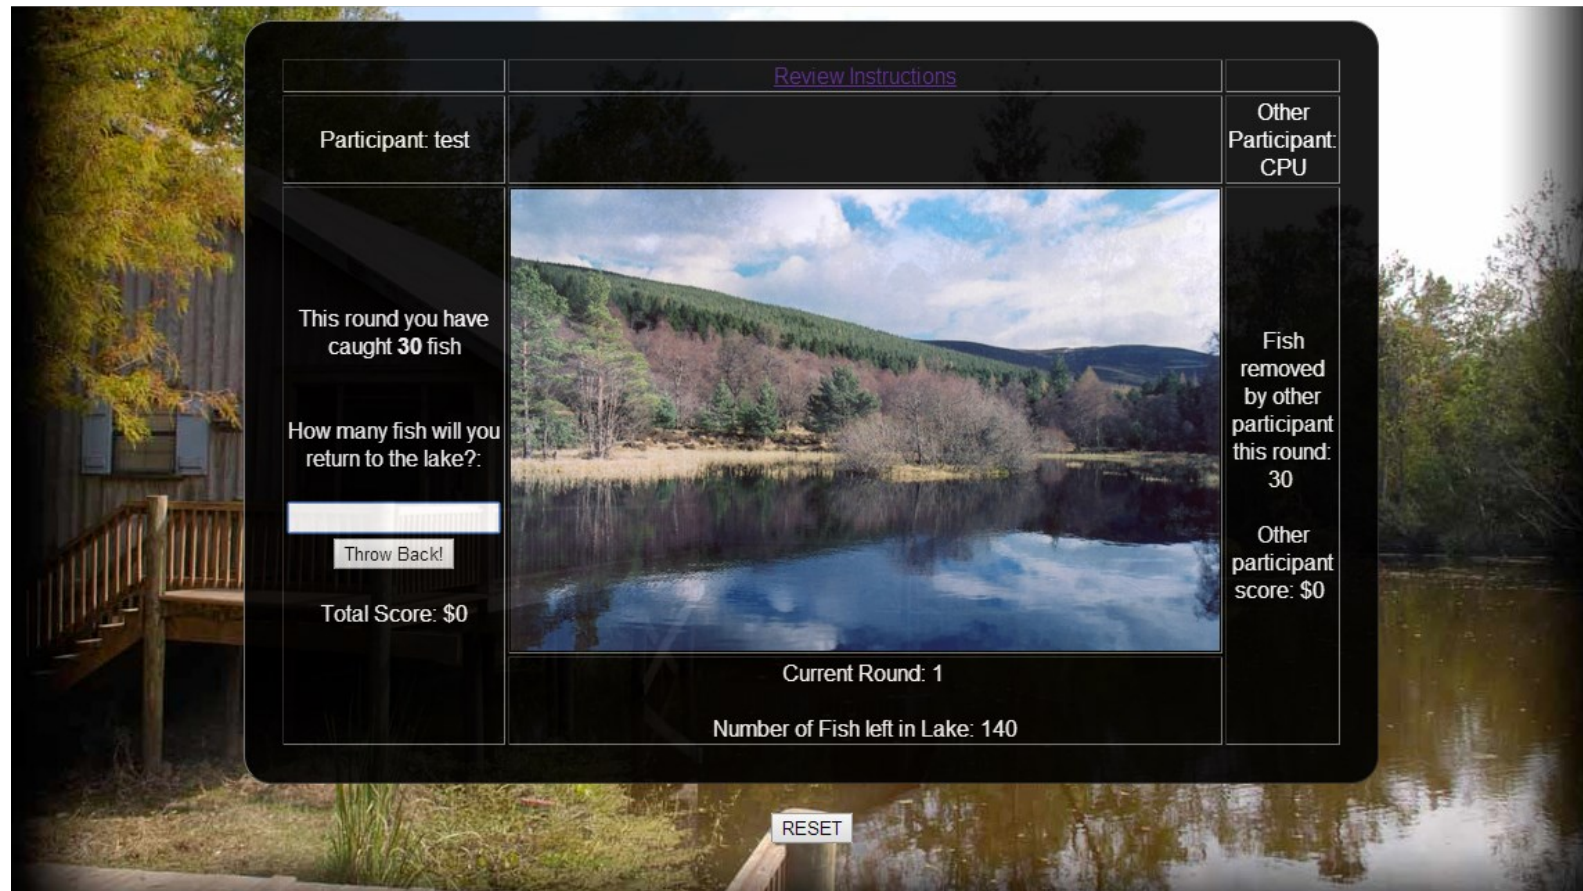 Review Instructions
Participant: test
Other
Participant:
CPU
This round you have
caught 30 fish
How many fish will you
return to the lake?:
Throw Back!
Total Score: $0
Fish
removed
by other
participant
this round:
30
Other
participant
score: $0
Current Round: 1
Number of Fish left in Lake: 140
RESET